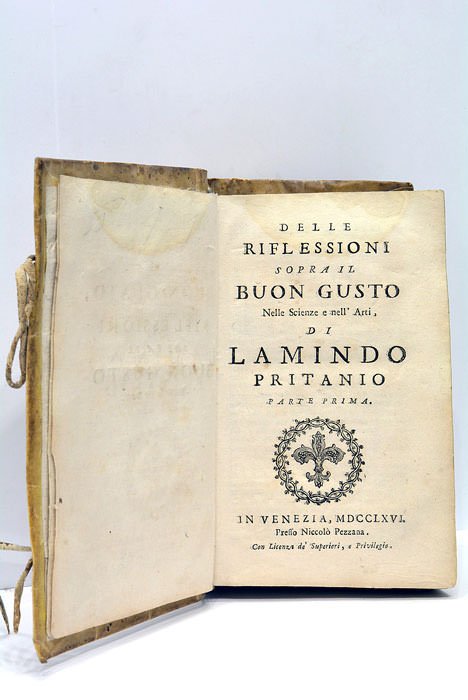 DELLE
RIFLESSIONI
SOPRA IL
BUON GUSTO
Nelle Scienze e nell' Arti,
DI
LAMINDO
PRITANIO
PARTE PRIMA.
IN VENEZIA, MDCCLXVI.
Presso Niccolò Pezzana.
Con Licenza de' Superiori, e Privilegio.